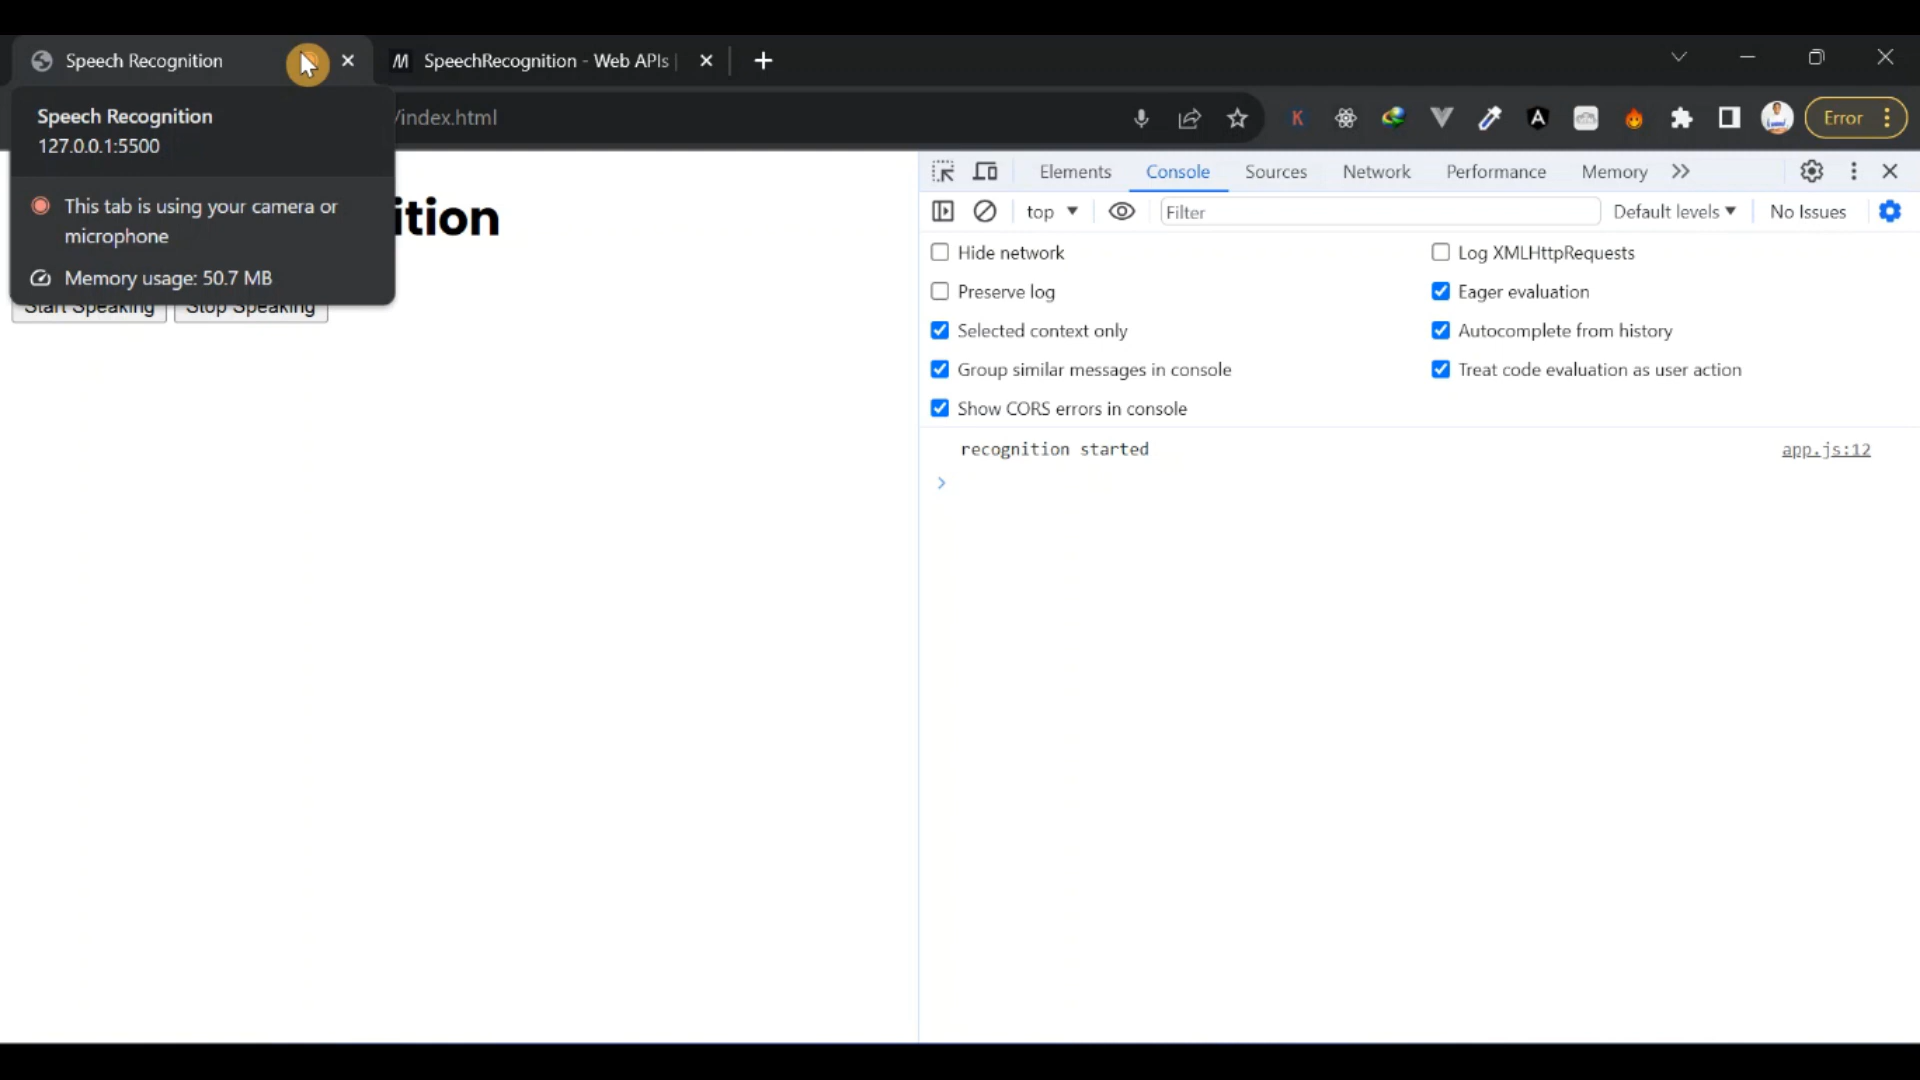 Speech Recognition
SpeechRecognition - Web APIs
Speech Recognition
127.0.0.1:5500
/index.html
K
A
Error
This tab is using your camera or
microphone
Memory usage: 50.7 MB
ition
Start Speaking Stop Speaking
Elements Console Sources Network Performance Memory
top Filter Default levels No Issues
Hide network Log XMLHttpRequests
Preserve log Eager evaluation
Selected context only Autocomplete from history
Group similar messages in console Treat code evaluation as user action
Show CORS errors in console
recognition started app.js:12